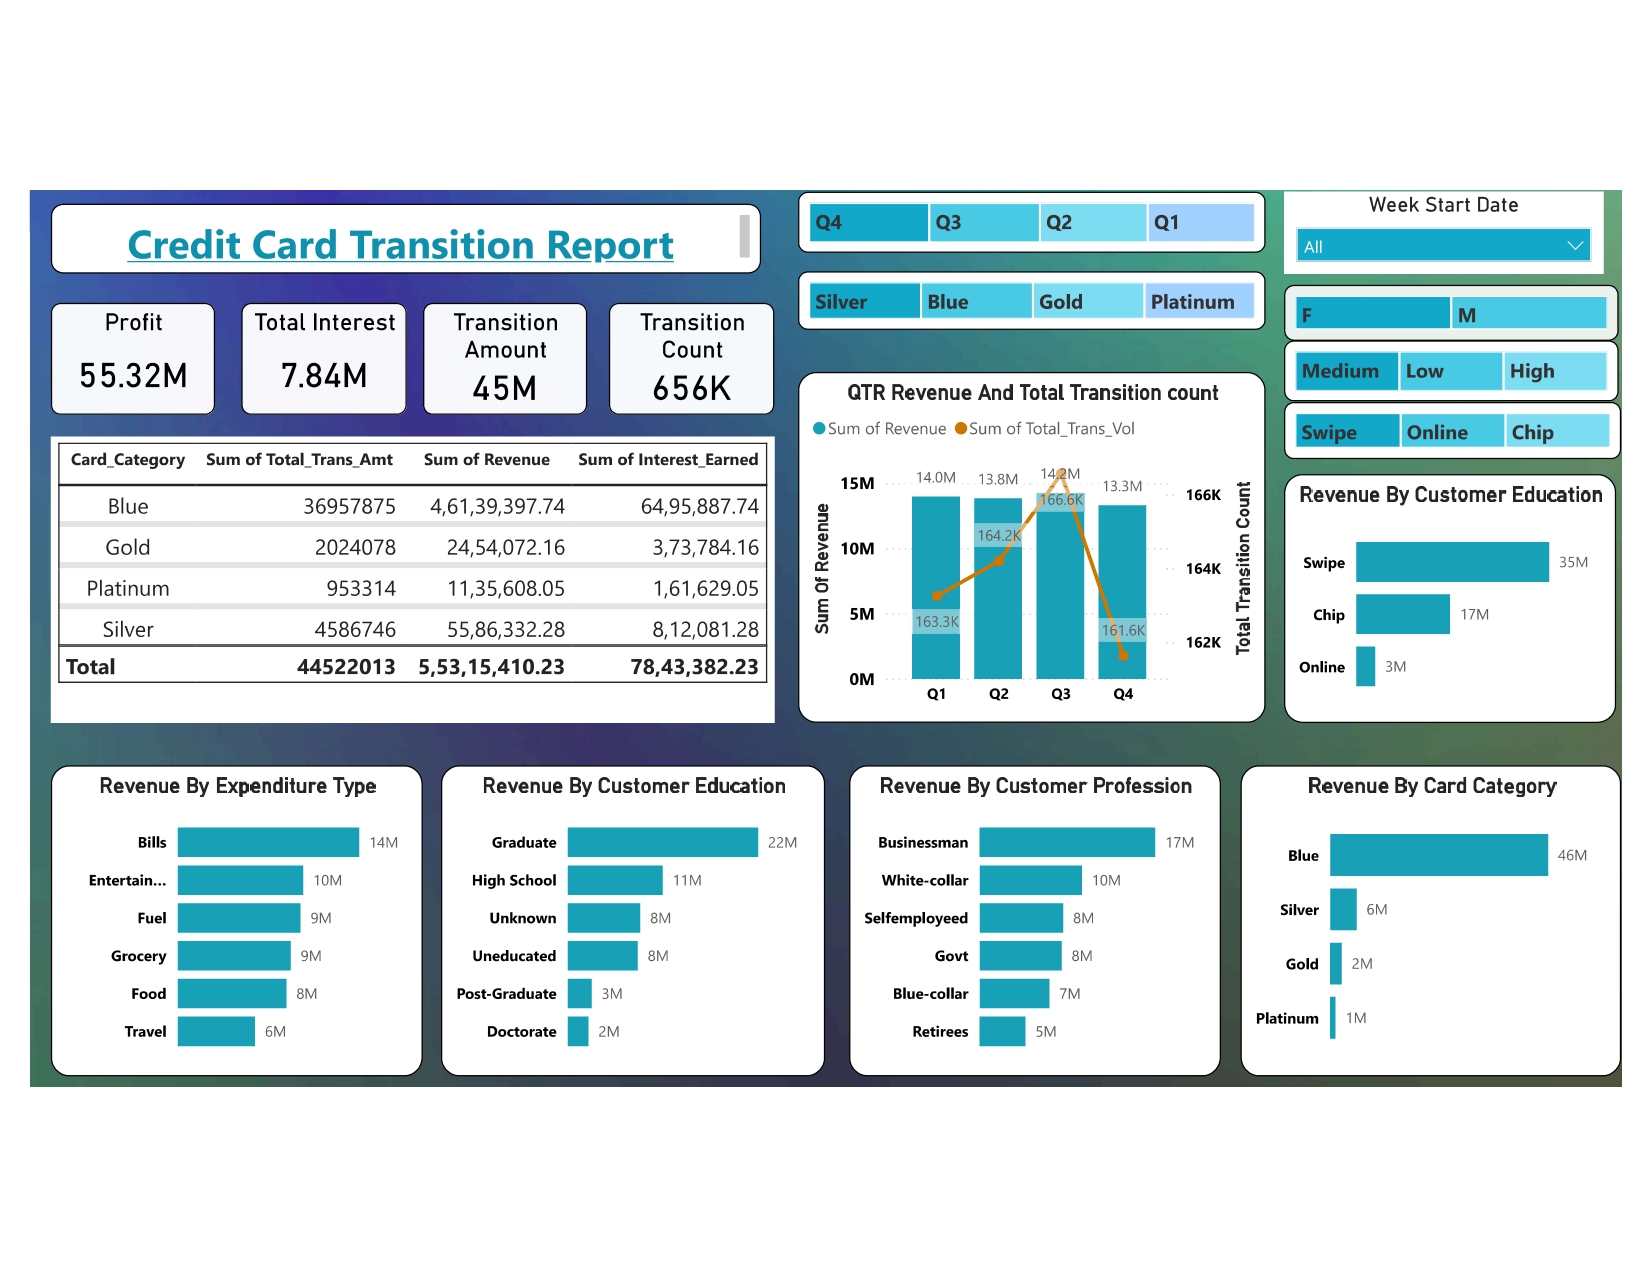 Credit Card Transition Report
Q4 Q3 Q2 Q1
Silver Blue Gold Platinum
Week Start Date
All
F M
Medium Low High
Swipe Online Chip
Profit
55.32M
Total Interest
7.84M
Transition
Amount
45M
Transition
Count
656K
Card_Category Sum of Total_Trans_Amt Sum of Revenue Sum of Interest_Earned
Blue 36957875 4,61,39,397.74 64,95,887.74
Gold 2024078 24,54,072.16 3,73,784.16
Platinum 953314 11,35,608.05 1,61,629.05
Silver 4586746 55,86,332.28 8,12,081.28
Total 44522013 5,53,15,410.23 78,43,382.23
QTR Revenue And Total Transition count
Sum of Revenue Sum of Total_Trans_Vol
Sum Of Revenue
15M
10M
5M
0M
14.0M 13.8M 14.2M 13.3M
163.3K 164.2K 166.6K 161.6K
166K
164K
162K
Total Transition Count
Q1 Q2 Q3 Q4
Revenue By Customer Education
Swipe 35M
Chip 17M
Online 3M
Revenue By Expenditure Type
Bills 14M
Entertain... 10M
Fuel 9M
Grocery 9M
Food 8M
Travel 6M
Revenue By Customer Education
Graduate 22M
High School 11M
Unknown 8M
Uneducated 8M
Post-Graduate 3M
Doctorate 2M
Revenue By Customer Profession
Businessman 17M
White-collar 10M
Selfemployeed 8M
Govt 8M
Blue-collar 7M
Retirees 5M
Revenue By Card Category
Blue 46M
Silver 6M
Gold 2M
Platinum 1M